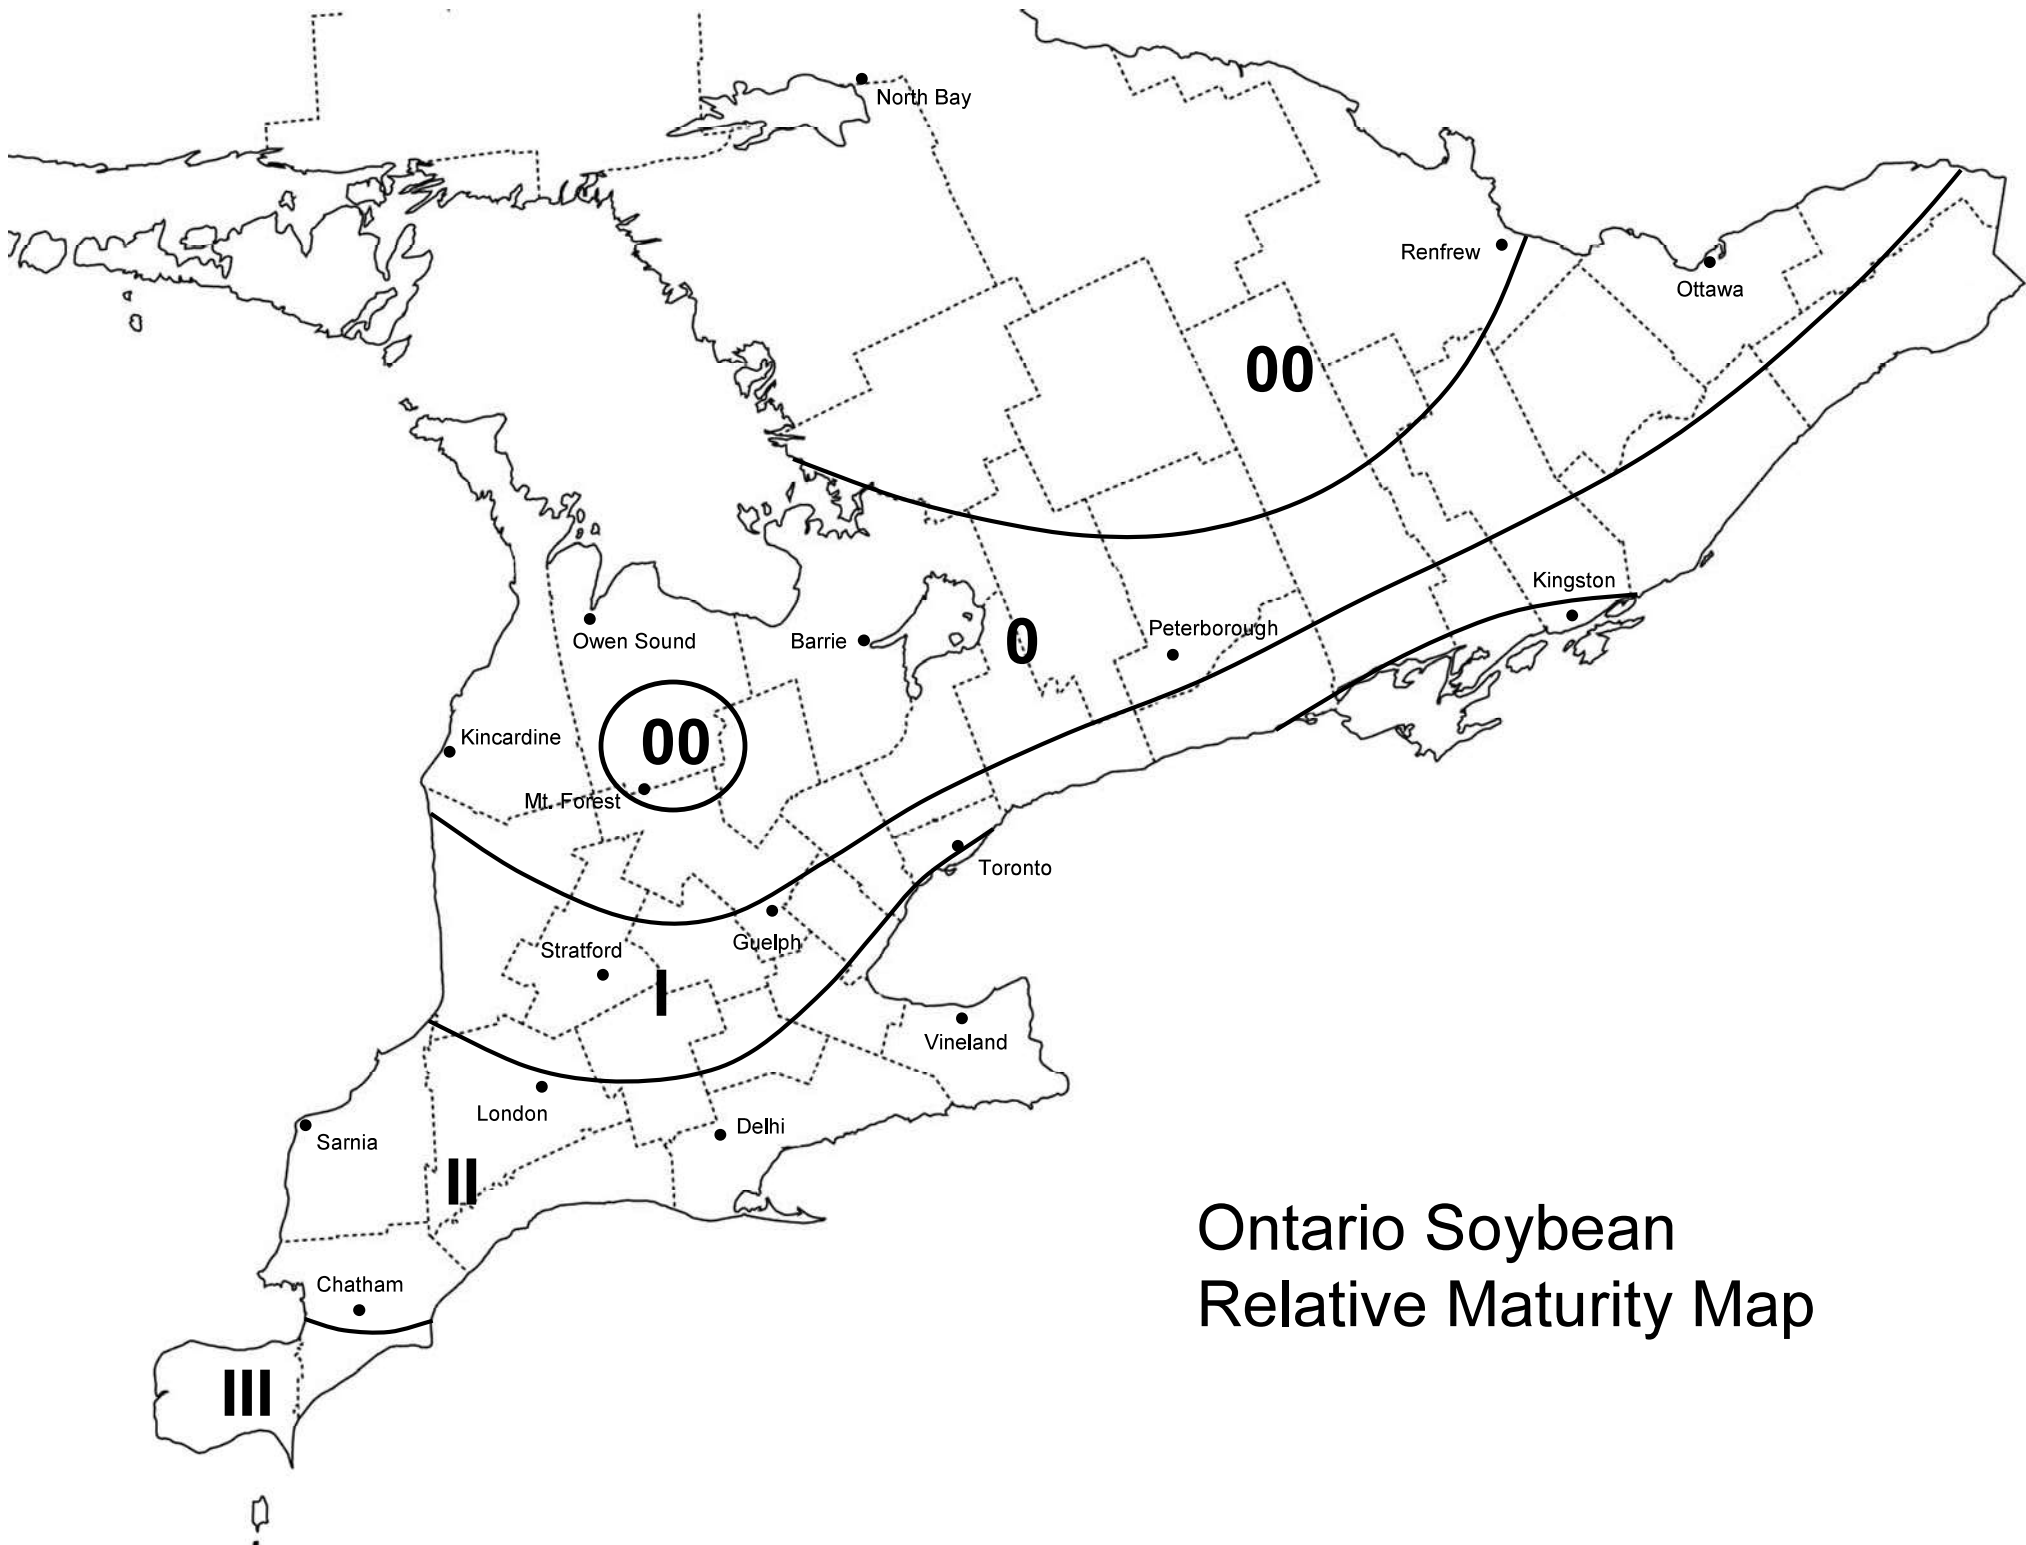 North Bay
Renfrew
Ottawa
00
Kingston
Owen Sound
Barrie
0
Peterborough
Kincardine
00
Mt. Forest
Toronto
Stratford
Guelph
I
Vineland
London
Delhi
Sarnia
II
Chatham
III
Ontario Soybean
Relative Maturity Map